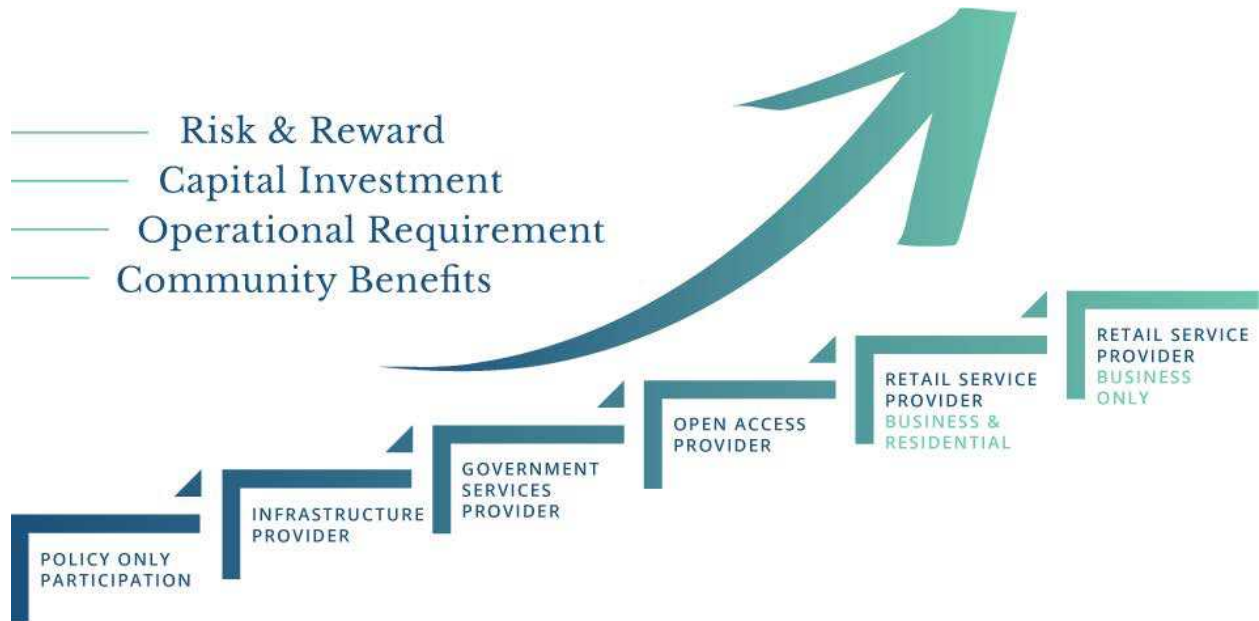 Risk & Reward
Capital Investment
Operational Requirement
Community Benefits
POLICY ONLY
PARTICIPATION
INFRASTRUCTURE
PROVIDER
GOVERNMENT
SERVICES
PROVIDER
OPEN ACCESS
PROVIDER
RETAIL SERVICE
PROVIDER
BUSINESS &
RESIDENTIAL
RETAIL SERVICE
PROVIDER
BUSINESS
ONLY